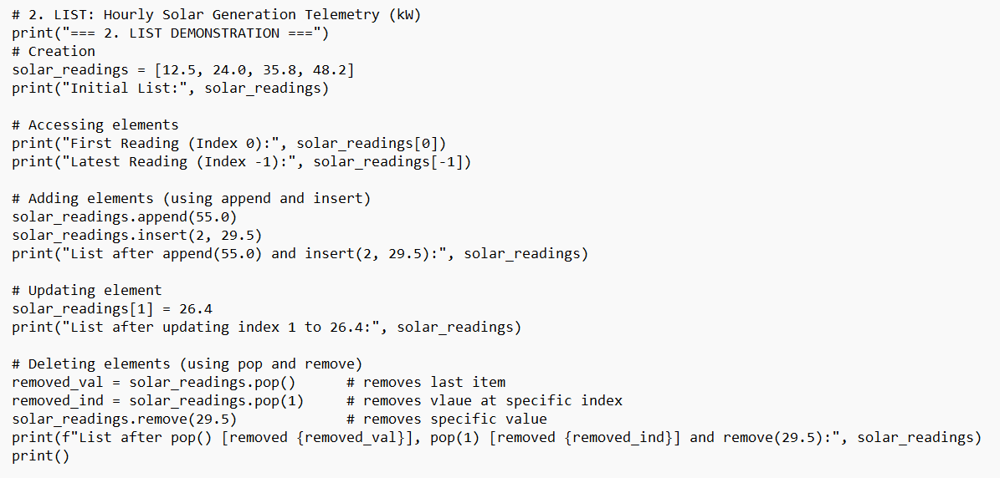 # 2. LIST: Hourly Solar Generation Telemetry (kW)
print("=== 2. LIST DEMONSTRATION ===")
# Creation
solar_readings = [12.5, 24.0, 35.8, 48.2]
print("Initial List:", solar_readings)

# Accessing elements
print("First Reading (Index 0):", solar_readings[0])
print("Latest Reading (Index -1):", solar_readings[-1])

# Adding elements (using append and insert)
solar_readings.append(55.0)
solar_readings.insert(2, 29.5)
print("List after append(55.0) and insert(2, 29.5):", solar_readings)

# Updating element
solar_readings[1] = 26.4
print("List after updating index 1 to 26.4:", solar_readings)

# Deleting elements (using pop and remove)
removed_val = solar_readings.pop()      # removes last item
removed_ind = solar_readings.pop(1)     # removes vlaue at specific index
solar_readings.remove(29.5)             # removes specific value
print(f"List after pop() [removed {removed_val}], pop(1) [removed {removed_ind}] and remove(29.5):", solar_readings)
print()